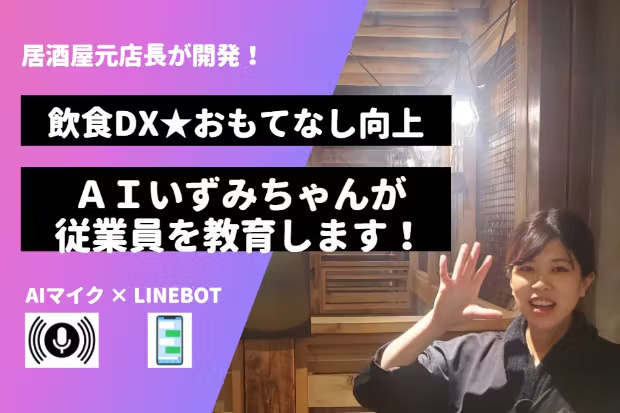 居酒屋元店長が開発！
飲食DX★おもてなし向上
ＡＩいずみちゃんが
従業員を教育します！
AIマイク × LINEBOT